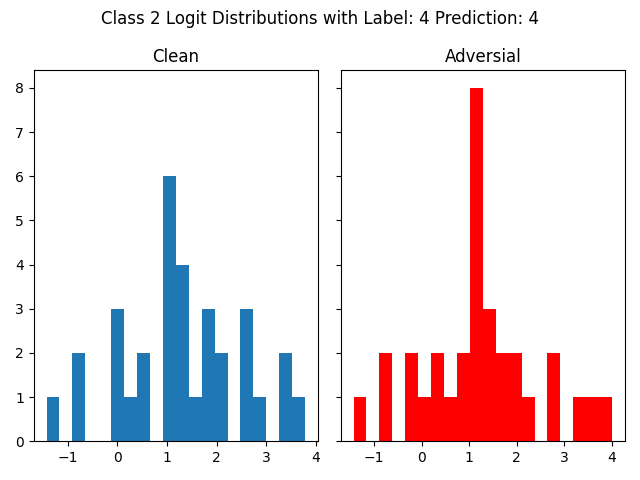 Class 2 Logit Distributions with Label: 4 Prediction: 4
Clean
Adversial
8
7
6
5
4
3
2
1
0
−1 0 1 2 3 4
−1 0 1 2 3 4